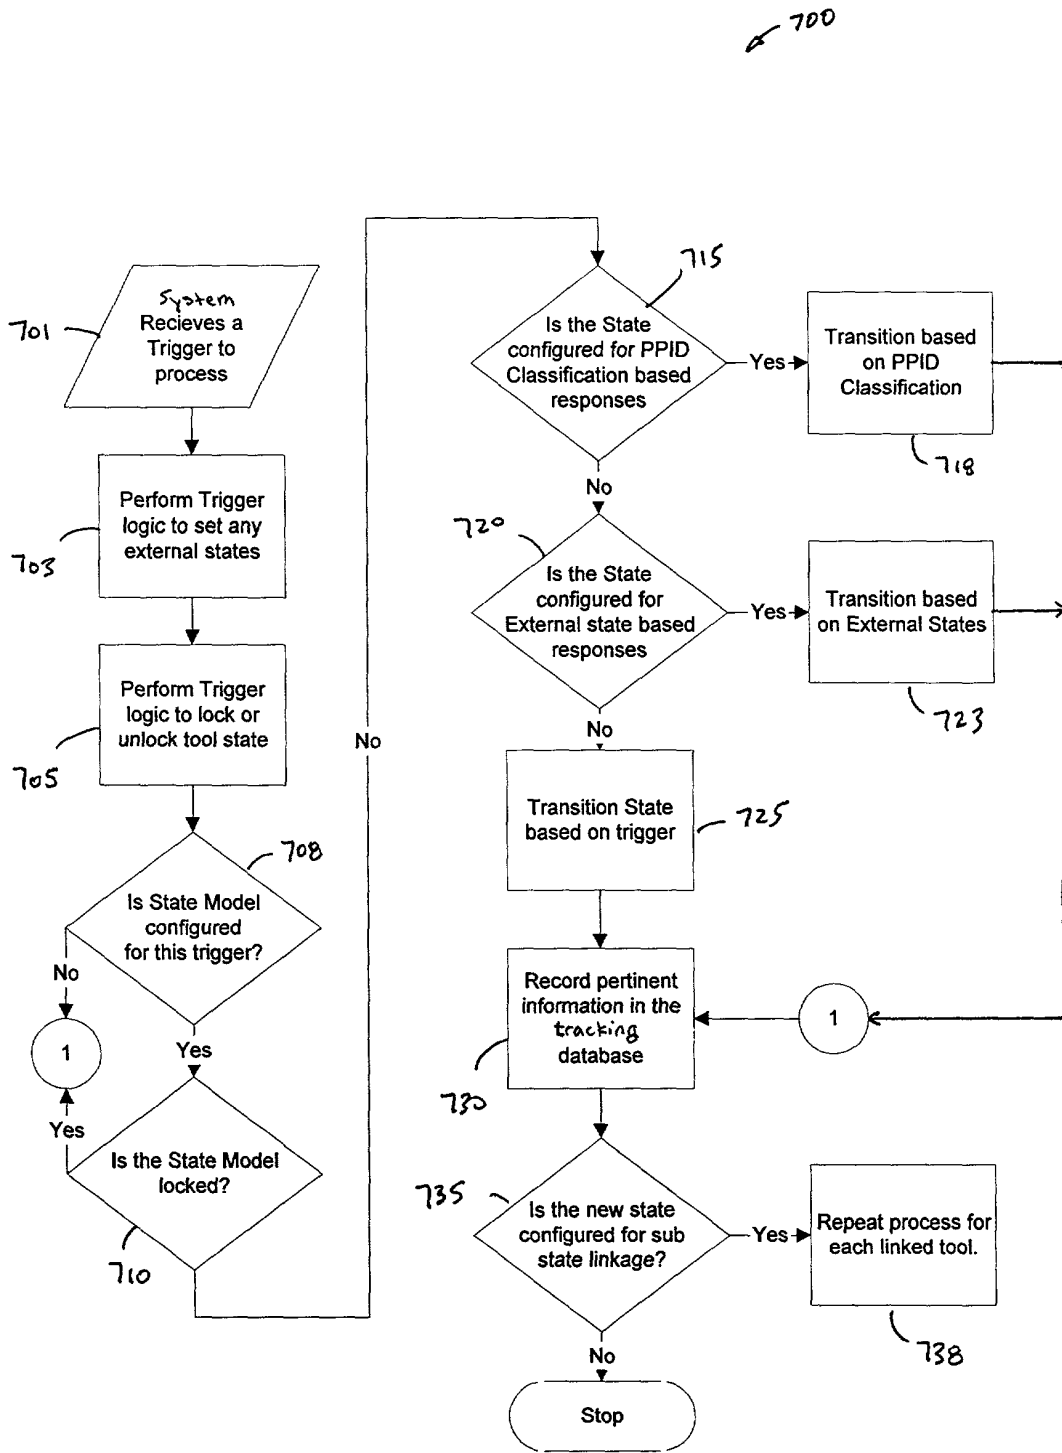 700
701
System
Recieves a
Trigger to
process
703
Perform Trigger
logic to set any
external states
705
Perform Trigger
logic to lock or
unlock tool state
708
Is State Model
configured
for this trigger?
No
1
Yes
Yes
Is the State Model
locked?
710
No
715
Is the State
configured for PPID
Classification based
responses
Yes
Transition based
on PPID
Classification
718
No
720
Is the State
configured for
External state based
responses
Yes
Transition based
on External States
723
No
Transition State
based on trigger
725
Record pertinent
information in the
tracking
database
730
1
735
Is the new state
configured for sub
state linkage?
Yes
Repeat process for
each linked tool.
738
No
Stop